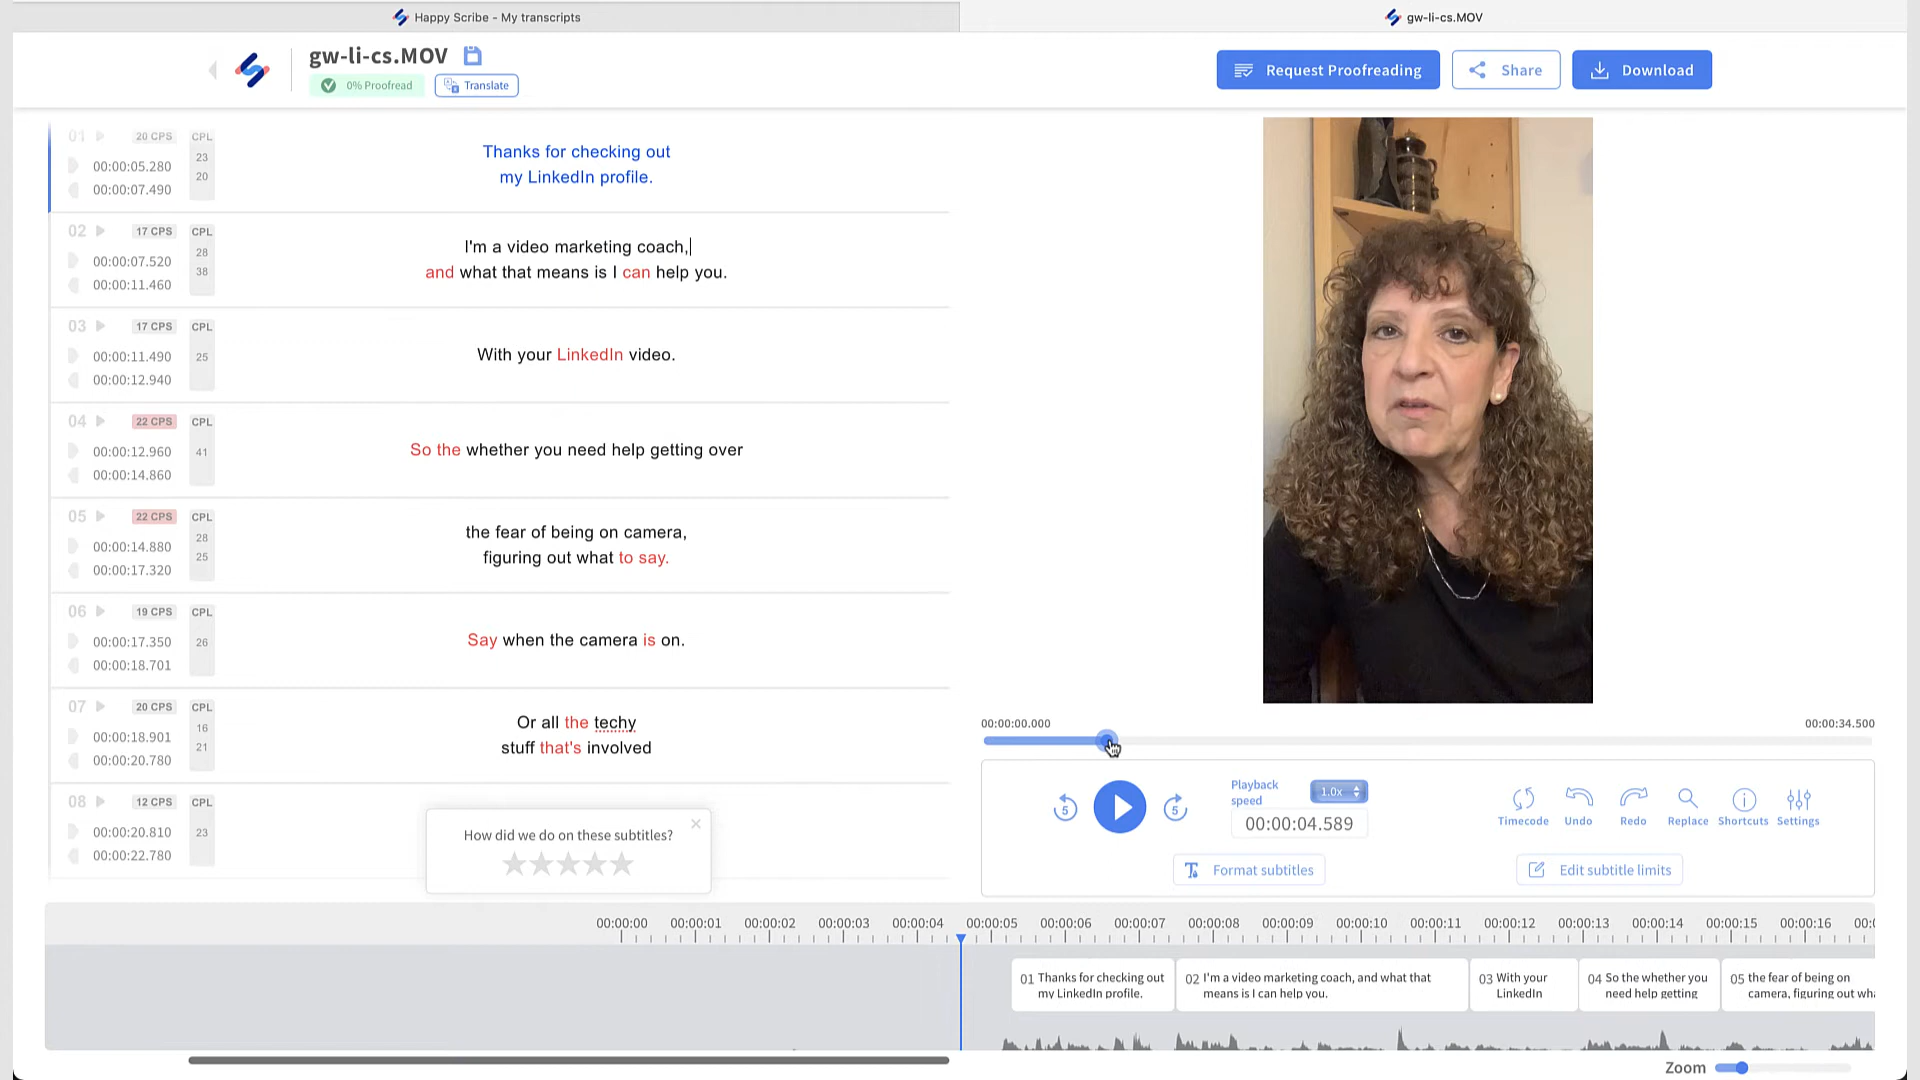 Happy Scribe - My transcripts
gw-li-cs.MOV
gw-li-cs.MOV
0% Proofread
Translate
Request Proofreading
Share
Download
01 20 CPS CPL
00:00:05.280 23
00:00:07.490 20
Thanks for checking out
my LinkedIn profile.
02 17 CPS CPL
00:00:07.520 28
00:00:11.460 38
I'm a video marketing coach,
and what that means is I can help you.
03 17 CPS CPL
00:00:11.490 25
00:00:12.940
With your LinkedIn video.
04 22 CPS CPL
00:00:12.960 41
00:00:14.860
So the whether you need help getting over
05 22 CPS CPL
00:00:14.880 28
00:00:17.320 25
the fear of being on camera,
figuring out what to say.
06 19 CPS CPL
00:00:17.350 26
00:00:18.701
Say when the camera is on.
07 20 CPS CPL
00:00:18.901 16
00:00:20.780 21
Or all the techy
stuff that's involved
08 12 CPS CPL
00:00:20.810 23
00:00:22.780
How did we do on these subtitles?
00:00:00.000
00:00:34.500
5
5
Playback
speed
1.0x
00:00:04.589
Timecode
Undo
Redo
Replace
Shortcuts
Settings
Format subtitles
Edit subtitle limits
00:00:00 00:00:01 00:00:02 00:00:03 00:00:04 00:00:05 00:00:06 00:00:07 00:00:08 00:00:09 00:00:10 00:00:11 00:00:12 00:00:13 00:00:14 00:00:15 00:00:16 00:0
01 Thanks for checking out
my LinkedIn profile.
02 I'm a video marketing coach, and what that
means is I can help you.
03 With your
LinkedIn
04 So the whether you
need help getting
05 the fear of being on
camera, figuring out wha
Zoom